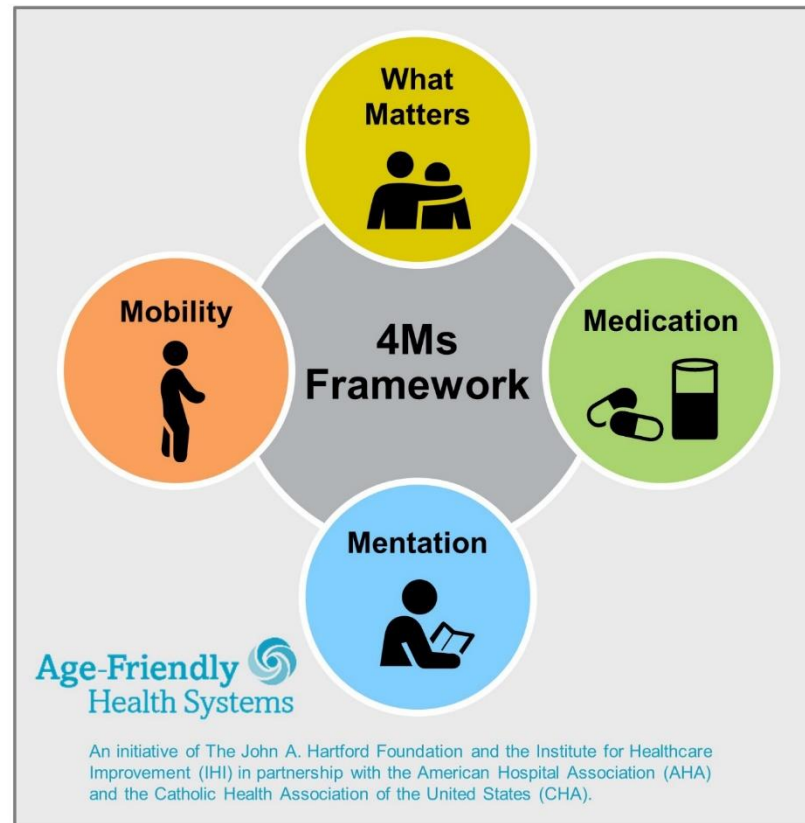 What
Matters
Mobility
4Ms
Framework
Medication
Mentation
Age-Friendly
Health Systems
An initiative of The John A. Hartford Foundation and the Institute for Healthcare
Improvement (IHI) in partnership with the American Hospital Association (AHA)
and the Catholic Health Association of the United States (CHA).